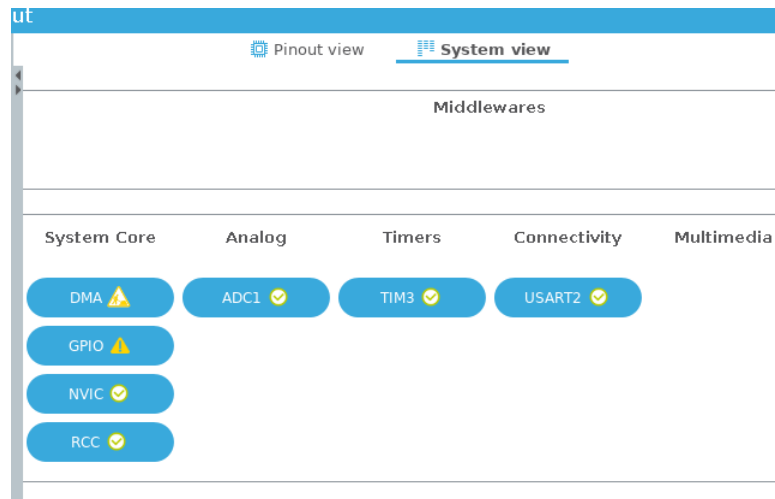 ut
Pinout view System view
Middlewares
System Core Analog Timers Connectivity Multimedia
DMA ADC1 TIM3 USART2
GPIO
NVIC
RCC